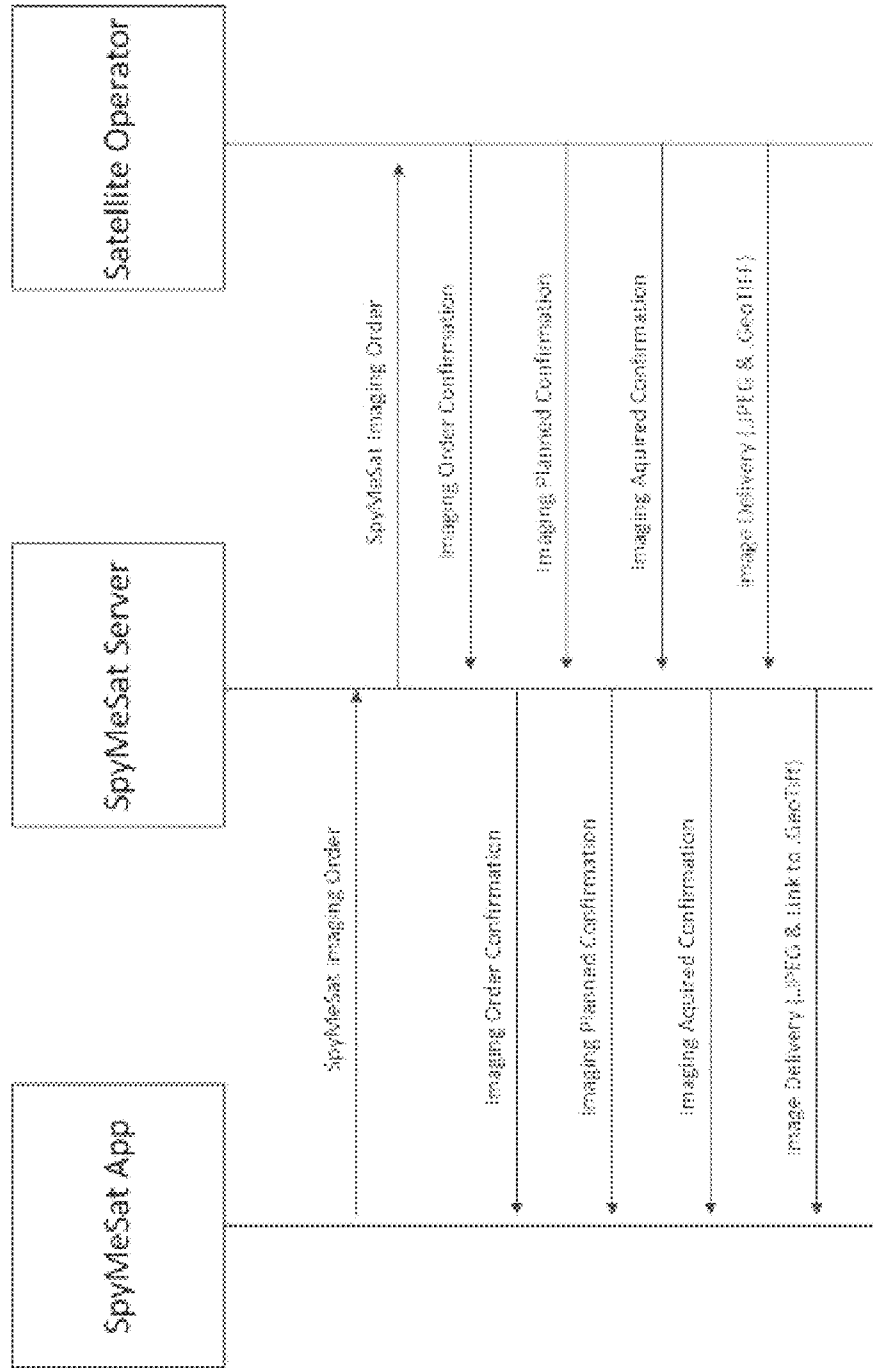 SpyMeSat App
SpyMeSat Server
Satellite Operator
SpyMeSat Imaging Order
SpyMeSat Imaging Order
Imaging Order Confirmation
Imaging Order Confirmation
Imaging Planned Confirmation
Imaging Planned Confirmation
Imaging Aquired Confirmation
Imaging Aquired Confirmation
Image Delivery (.JPEG & .GeoTiff)
Image Delivery (.JPEG & Link to .GeoTiff)